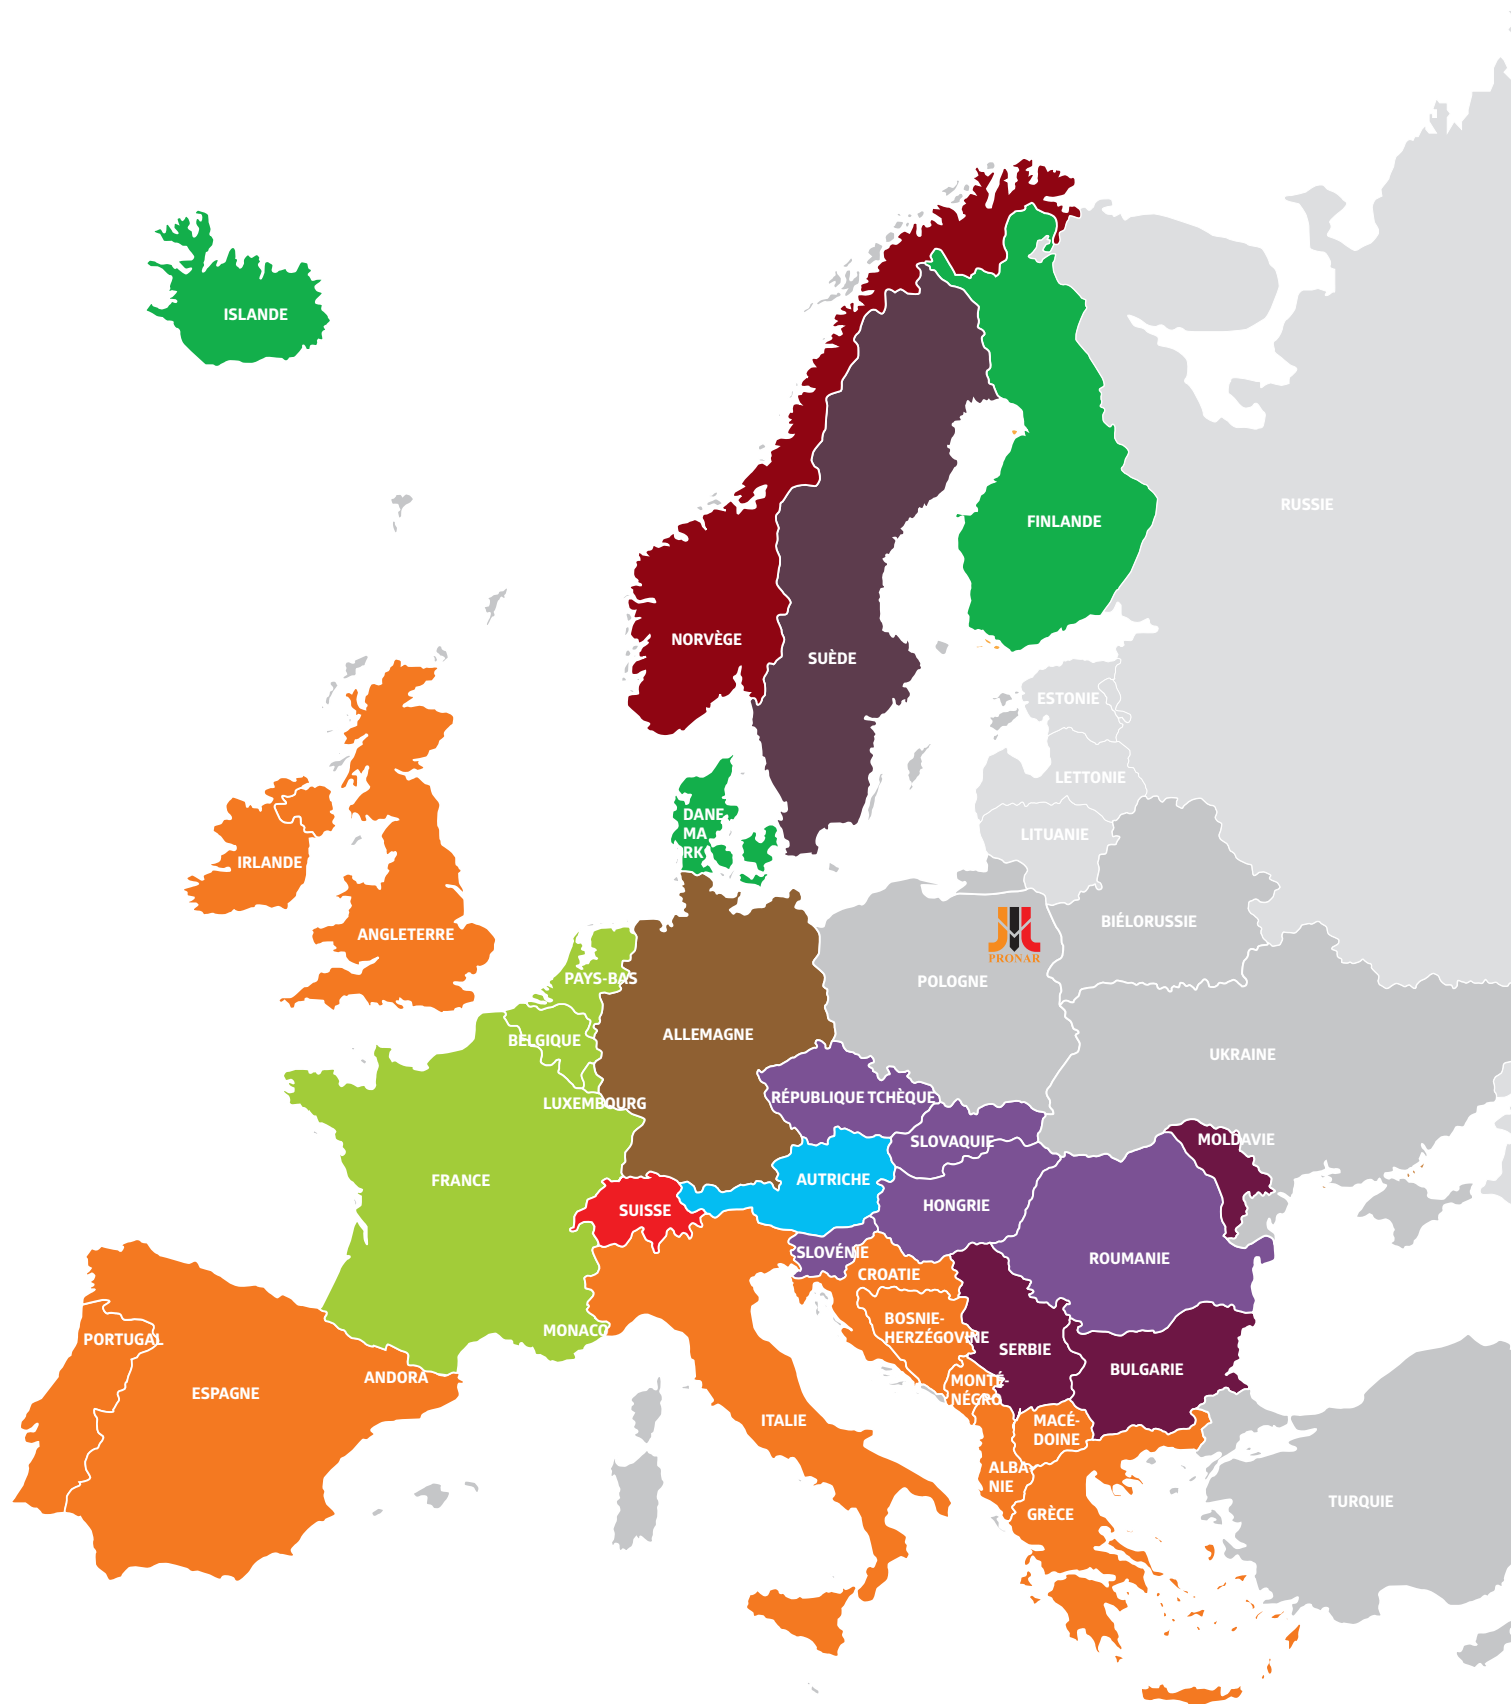 ISLANDE
RUSSIE
FINLANDE
NORVÈGE
SUÈDE
ESTONIE
LETTONIE
DANE
MA
RK
LITUANIE
IRLANDE
BIÉLORUSSIE
ANGLETERRE
PRONAR
PAYS-BAS
POLOGNE
ALLEMAGNE
BELGIQUE
UKRAINE
RÉPUBLIQUE TCHÈQUE
LUXEMBOURG
MOLDAVIE
SLOVAQUIE
FRANCE
AUTRICHE
HONGRIE
SUISSE
SLOVÉNIE
ROUMANIE
CROATIE
BOSNIE-
HERZÉGOVINE
MONACO
PORTUGAL
SERBIE
BULGARIE
ANDORA
MONTÉ-
NÉGRO
ESPAGNE
ITALIE
MACÉ-
DOINE
ALBA-
NIE
TURQUIE
GRÈCE